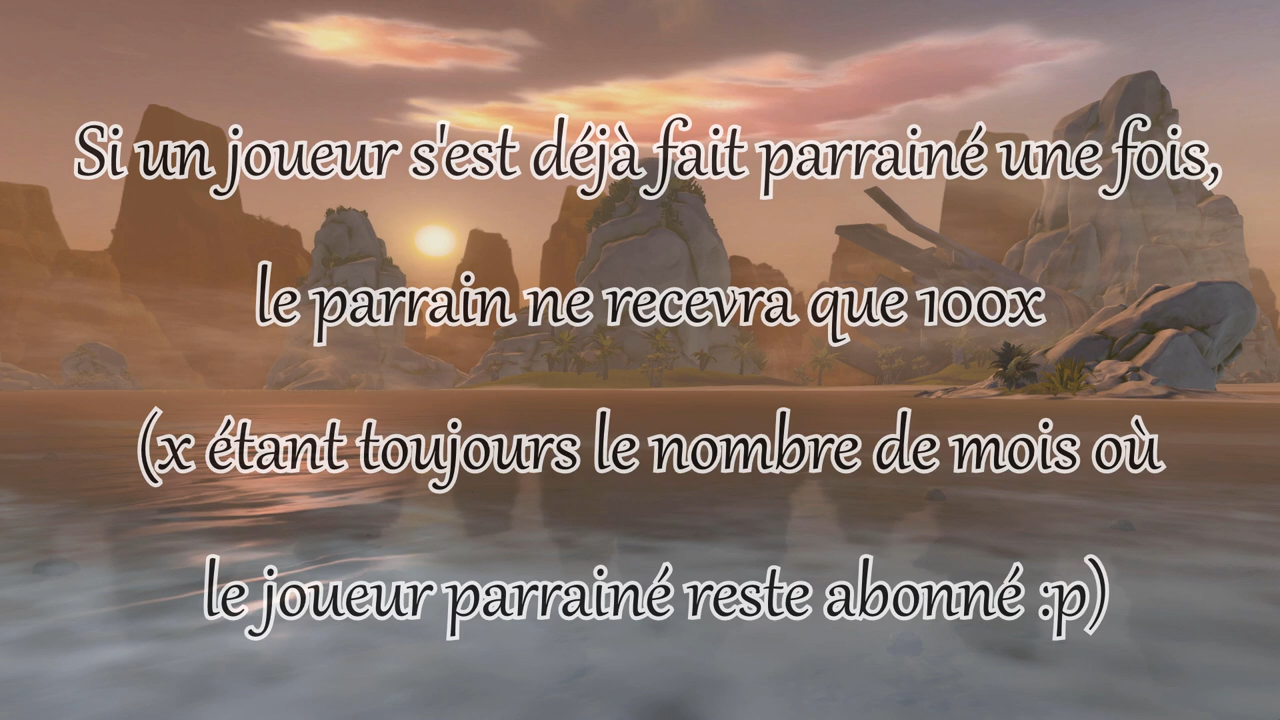 Si un joueur s'est déjà fait parrainé une fois,
le parrain ne recevra que 100x
(x étant toujours le nombre de mois où
le joueur parrainé reste abonné :p)